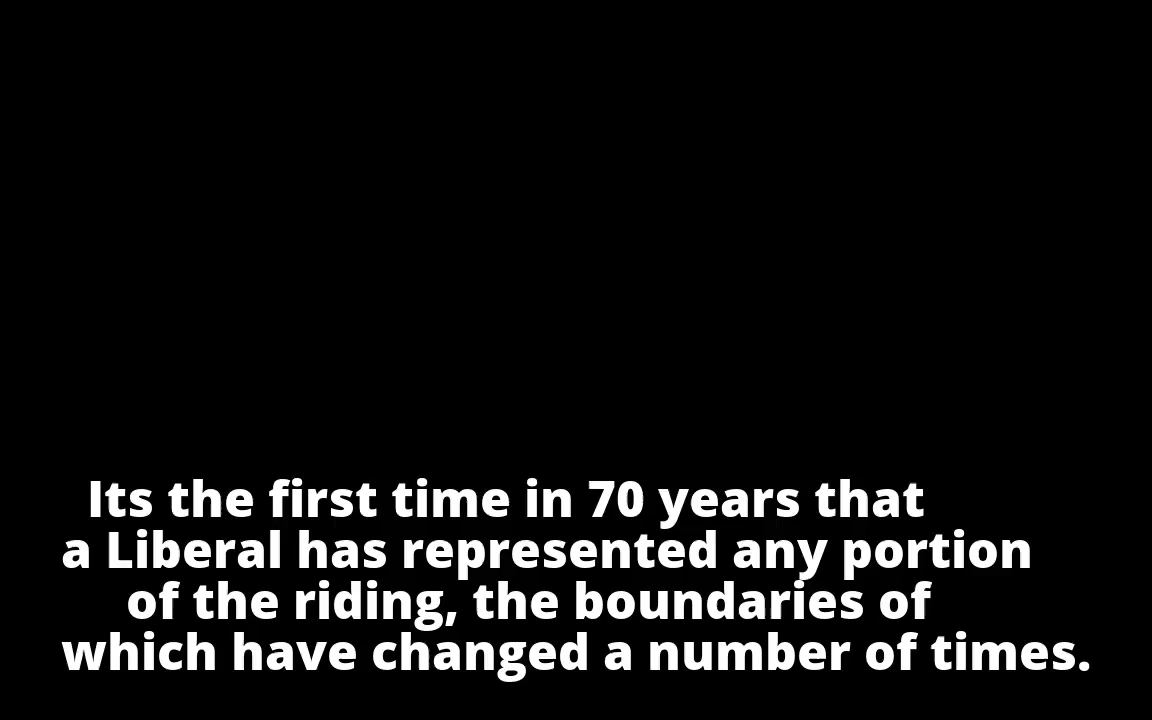 Its the first time in 70 years that
a Liberal has represented any portion
of the riding, the boundaries of
which have changed a number of times.